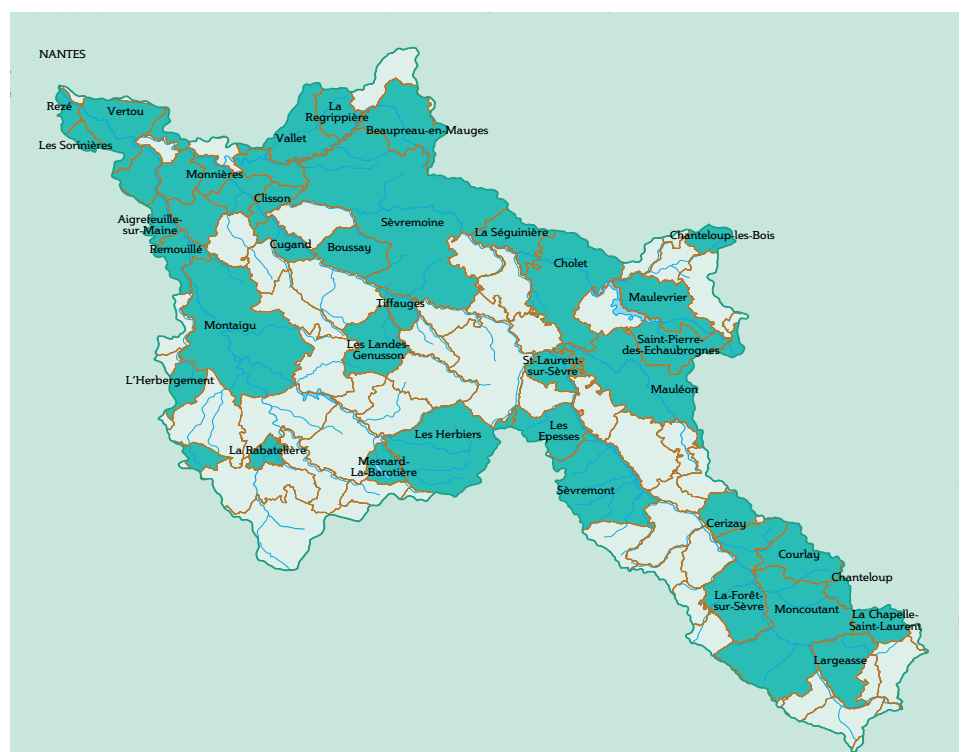 NANTES
Rezé
Vertou
La
Regrippière
Beaupreau-en-Mauges
Les Sorinières
Vallet
Monnières
Clisson
Aigrefeuille-
sur-Maine
Remouillé
Cugand
Boussay
Sèvremoine
La Séguinière
Chanteloup-les-Bois
Cholet
Maulevrier
Tiffauges
Montaigu
Les Landes-
Genusson
Saint-Pierre-
des-Echaubrognes
St-Laurent-
sur-Sèvre
L'Herbergement
Mauléon
Les Herbiers
Les
Epesses
La Rabatelière
Mesnard-
La-Barotière
Sèvremont
Cerizay
Courlay
Chanteloup
La-Forêt-
sur-Sèvre
Moncoutant
La Chapelle-
Saint-Laurent
Largeasse